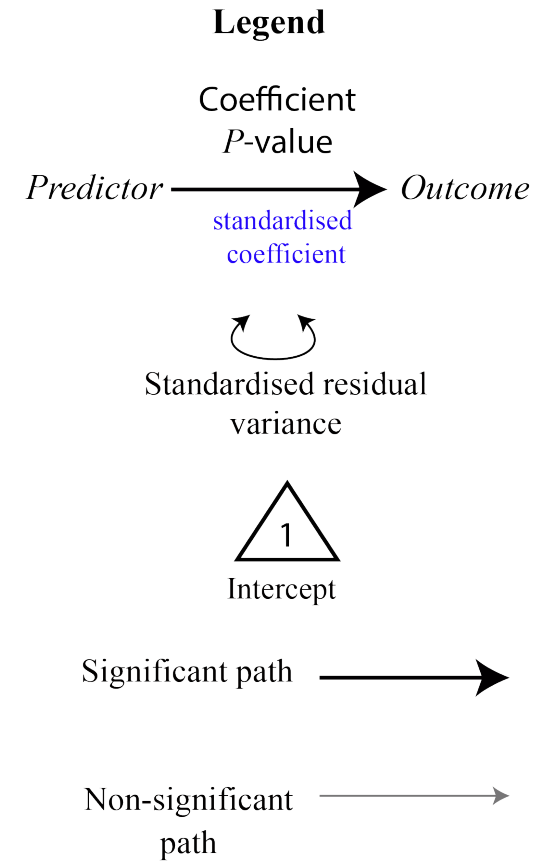 Legend
Coefficient
P-value
Predictor Outcome
standardised
coefficient
Standardised residual
variance
1
Intercept
Significant path
Non-significant
path